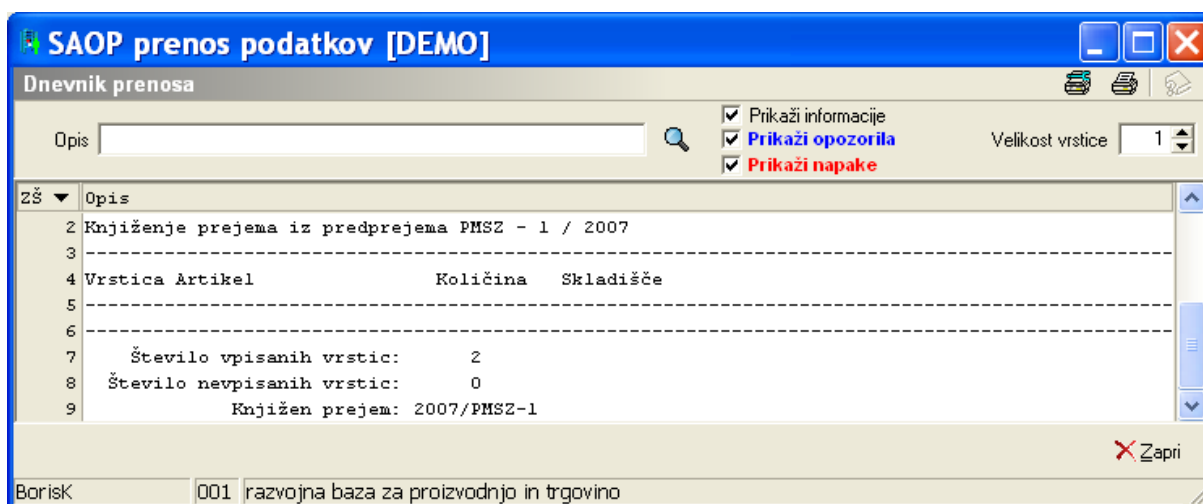 SAOP prenos podatkov [DEMO]
Dnevnik prenosa
Opis
Prikaži informacije
Prikaži opozorila
Prikaži napake
Velikost vrstice 1
ZŠ Opis
2 Knjiženje prejema iz predprejema PMSZ - 1 / 2007
3 ------------------------------------------------------------------------------------------------
4 Vrstica Artikel Količina Skladišče
5 ------------------------------------------------------------------------------------------------
6 ------------------------------------------------------------------------------------------------
7 Število vpisanih vrstic: 2
8 Število nevpisanih vrstic: 0
9 Knjižen prejem: 2007/PMSZ-1
Zapri
BorisK 001 razvojna baza za proizvodnjo in trgovino